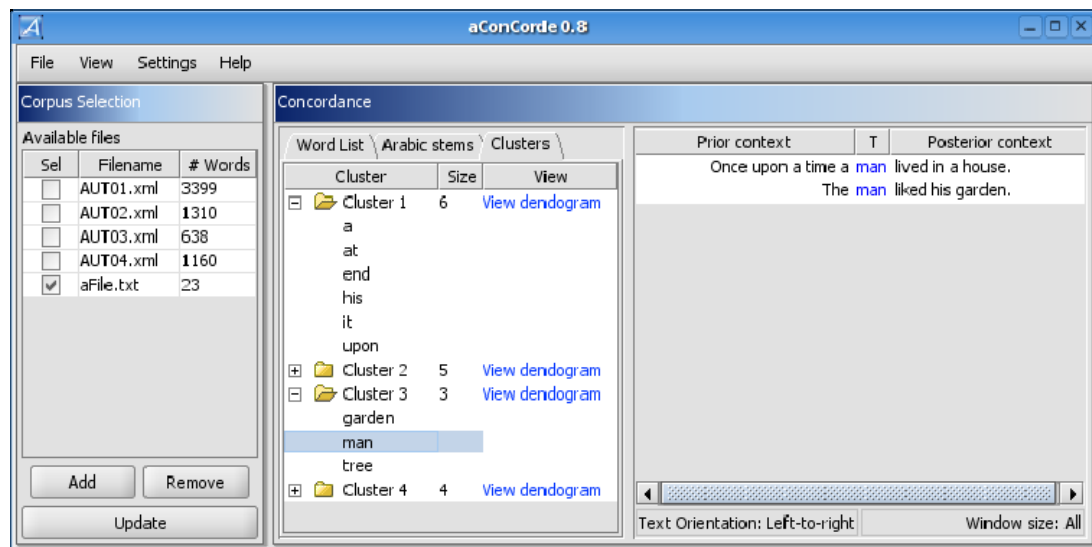 aConCorde 0.8
File View Settings Help
Corpus Selection
Available files
Sel Filename # Words
AUT01.xml 3399
AUT02.xml 1310
AUT03.xml 638
AUT04.xml 1160
aFile.txt 23
Add Remove
Update
Concordance
Word List Arabic stems Clusters
Cluster Size View
Cluster 1 6 View dendogram
a
at
end
his
it
upon
Cluster 2 5 View dendogram
Cluster 3 3 View dendogram
garden
man
tree
Cluster 4 4 View dendogram
Prior context T Posterior context
Once upon a time a man lived in a house.
The man liked his garden.
Text Orientation: Left-to-right Window size: All